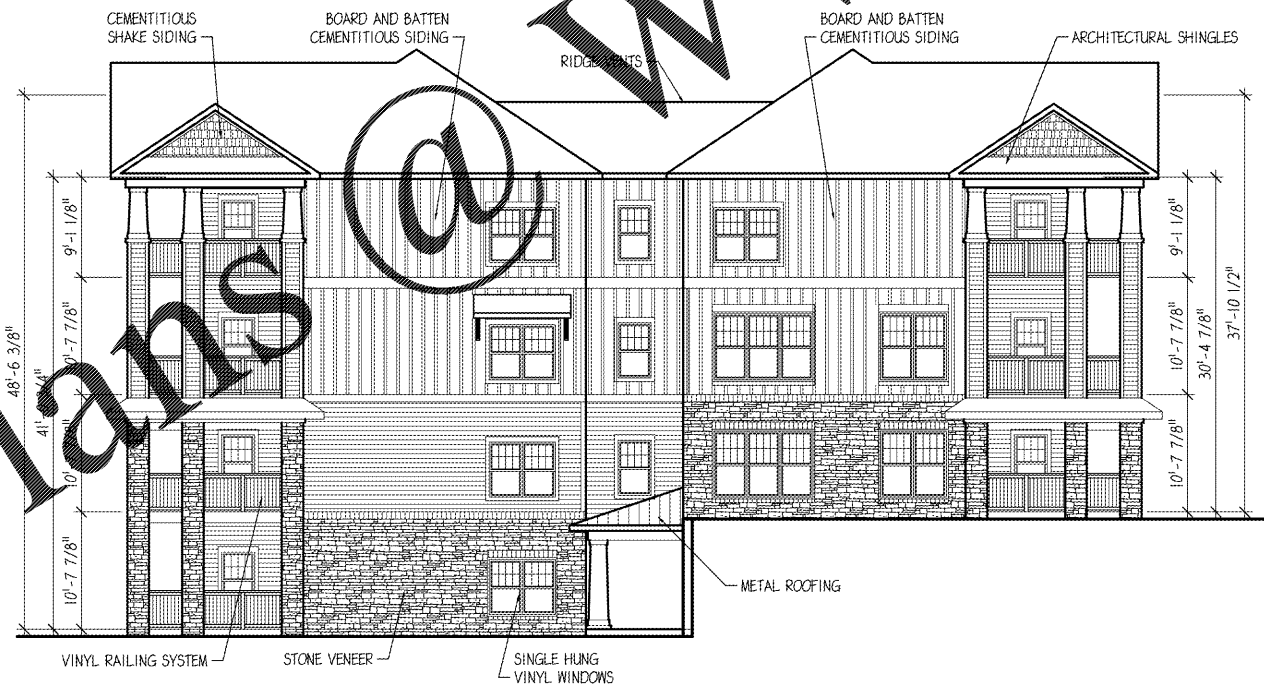 CEMENTITIOUS
SHAKE SIDING
BOARD AND BATTEN
CEMENTITIOUS SIDING
RIDGE VENTS
BOARD AND BATTEN
CEMENTITIOUS SIDING
ARCHITECTURAL SHINGLES
lans @ w
9'-1 1/8"
10'-7 7/8"
10'-7 7/8"
48'-6 3/8"
41'
10'
9'-1 1/8"
10'-7 7/8"
10'-7 7/8"
30'-4 7/8"
37'-10 1/2"
METAL ROOFING
VINYL RAILING SYSTEM
STONE VENEER
SINGLE HUNG
VINYL WINDOWS